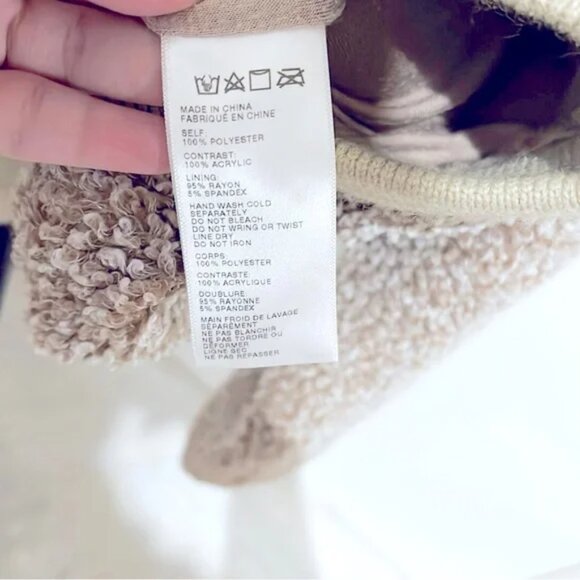 MADE IN CHINA
FABRIQUÉ EN CHINE
SELF:
100% POLYESTER
CONTRAST:
100% ACRYLIC
LINING:
95% RAYON
5% SPANDEX
HAND WASH COLD
SEPARATELY
DO NOT BLEACH
DO NOT WRING OR TWIST
LINE DRY
DO NOT IRON
CORPS:
100% POLYESTER
CONTRASTE:
100% ACRYLIQUE
DOUBLURE:
95% RAYONNE
5% SPANDEX
MAIN FROID DE LAVAGE
SÉPARÉMENT
NE PAS BLANCHIR
NE PAS TORDRE OU
DÉFORMER
LIGNE SEC
NE PAS REPASSER